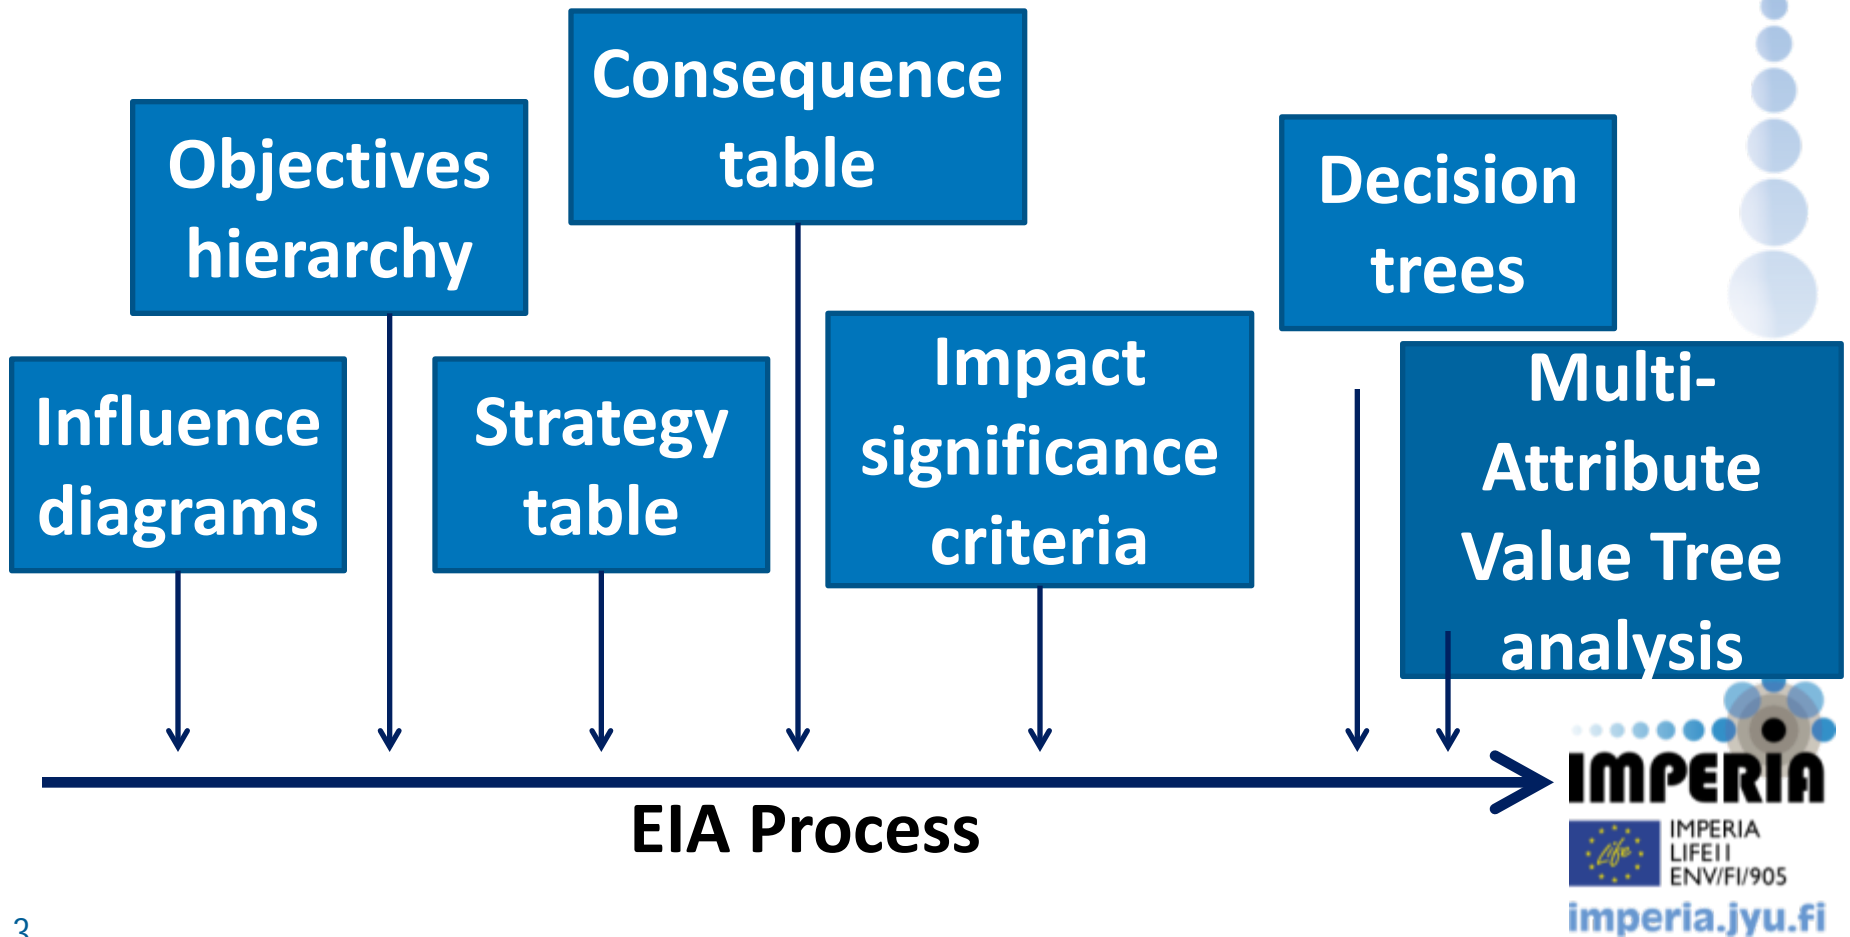 Consequence
table
Objectives
hierarchy
Decision
trees
Influence
diagrams
Strategy
table
Impact
significance
criteria
Multi-
Attribute
Value Tree
analysis
EIA Process
IMPERIA
Life
IMPERIA
LIFE11
ENV/FI/905
imperia.jyu.fi
3